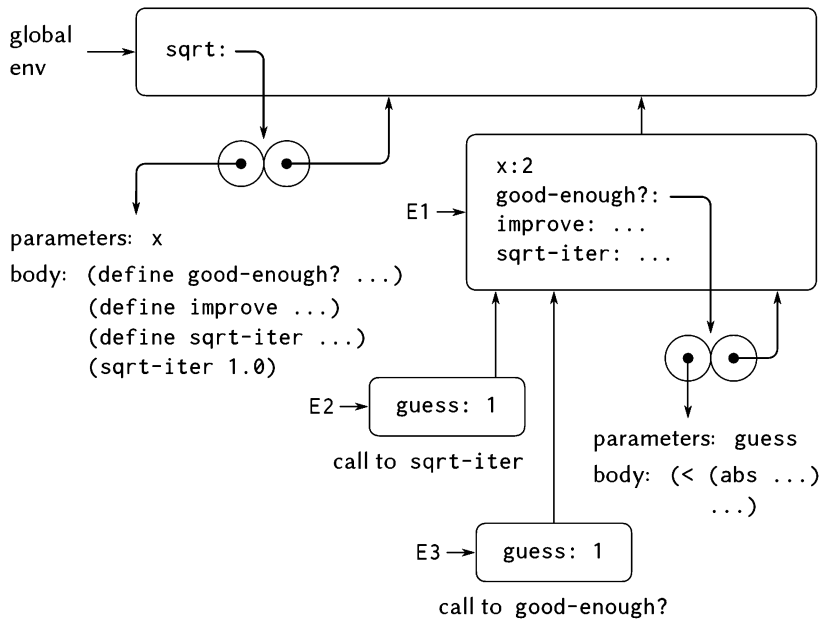 global
env
sqrt:
x:2
good-enough?:
improve: ...
sqrt-iter: ...
E1
parameters: x
body: (define good-enough? ...)
(define improve ...)
(define sqrt-iter ...)
(sqrt-iter 1.0)
E2
guess: 1
call to sqrt-iter
parameters: guess
body: (< (abs ...)
...)
E3
guess: 1
call to good-enough?